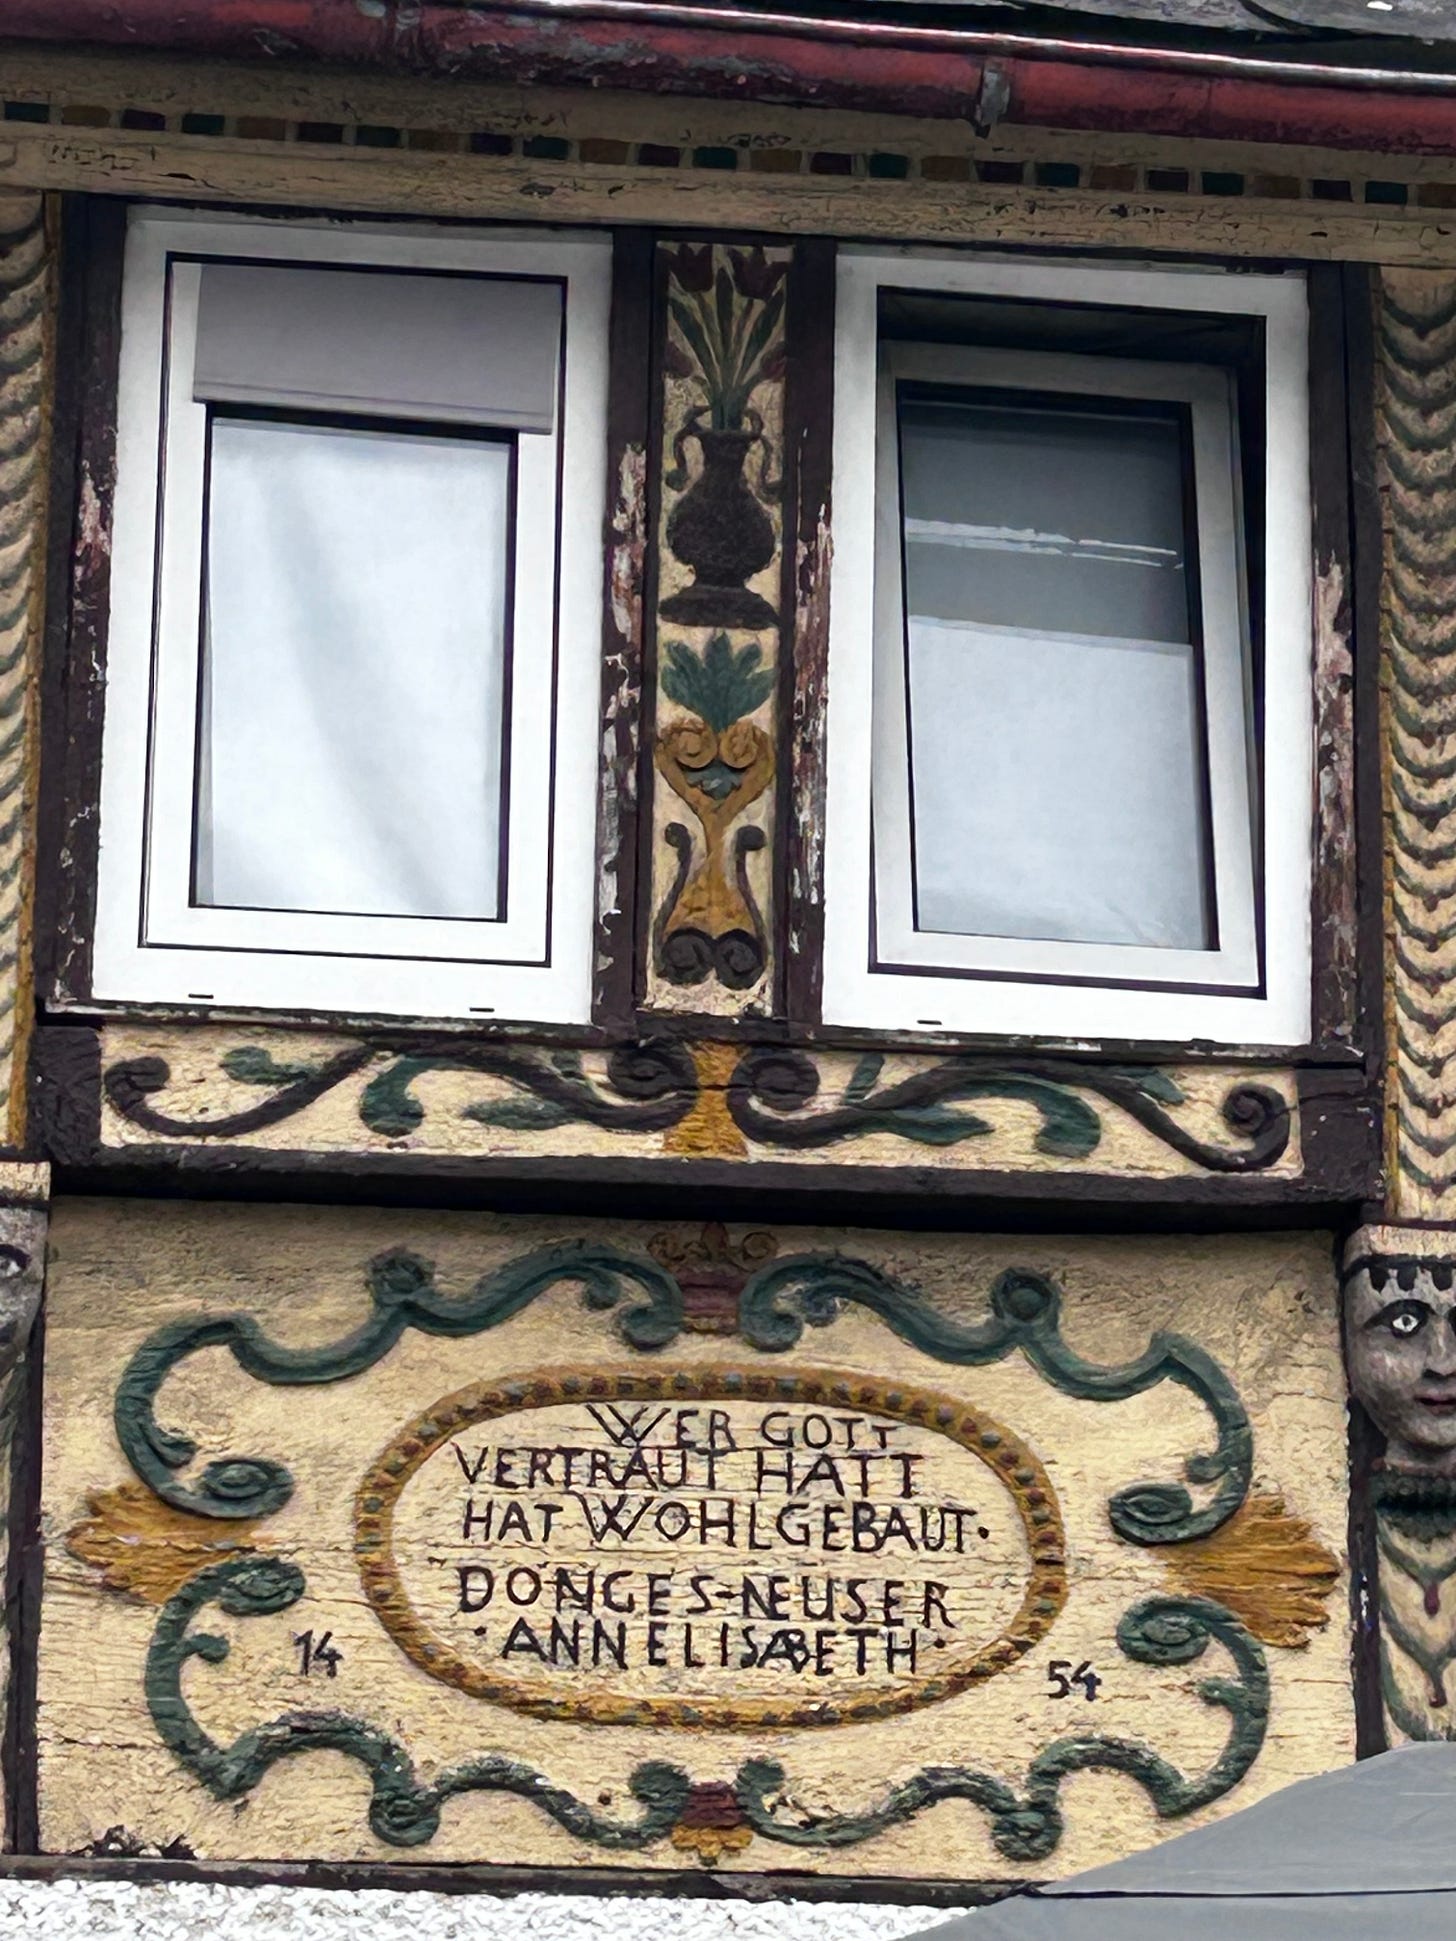 WER GOTT
VERTRAUT HATT
HAT WOHLGEBAUT·
DONGES-NEUSER
·ANNELISABETH·
14 54